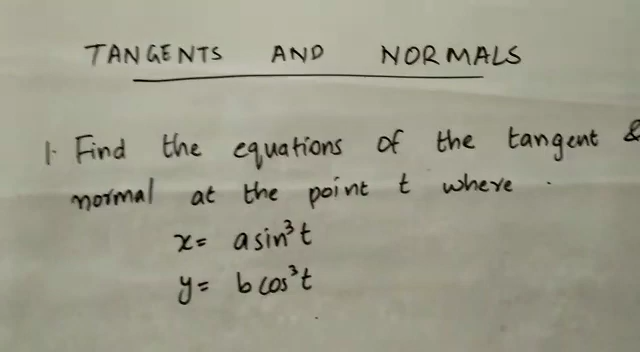 TANGENTS AND NORMALS
1. Find the equations of the tangent &
normal at the point t where
x= a sin³t
y= b cos³t